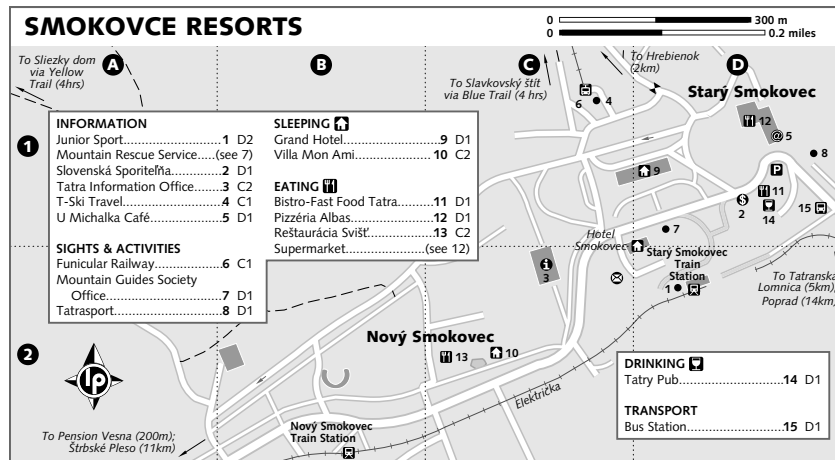 SMOKOVCE RESORTS
0 300 m
0 0.2 miles
A
B
C
D
1
2
To Sliezky dom
via Yellow
Trail (4hrs)
To Slavkovský štít
via Blue Trail (4 hrs)
To Hrebienok
(2km)
Starý Smokovec
6
4
12
5
8
9
P
11
2
14
15
7
INFORMATION
Junior Sport 1 D2
Mountain Rescue Service.....(see 7)
Slovenská Sporiteľňa 2 D1
Tatra Information Office 3 C2
T-Ski Travel 4 C1
U Michalka Café 5 D1
SIGHTS & ACTIVITIES
Funicular Railway 6 C1
Mountain Guides Society
Office 7 D1
Tatrasport 8 D1
SLEEPING
Grand Hotel 9 D1
Villa Mon Ami 10 C2
EATING
Bistro-Fast Food Tatra 11 D1
Pizzéria Albas 12 D1
Reštaurácia Svišť 13 C2
Supermarket (see 12)
Hotel
Smokovec
Starý Smokovec
Train
Station
1
3
To Tatranská
Lomnica (5km);
Poprad (14km)
Nový Smokovec
13
10
lp
Električka
Nový Smokovec
Train Station
To Pension Vesna (200m);
Štrbské Pleso (11km)
DRINKING
Tatry Pub 14 D1
TRANSPORT
Bus Station 15 D1